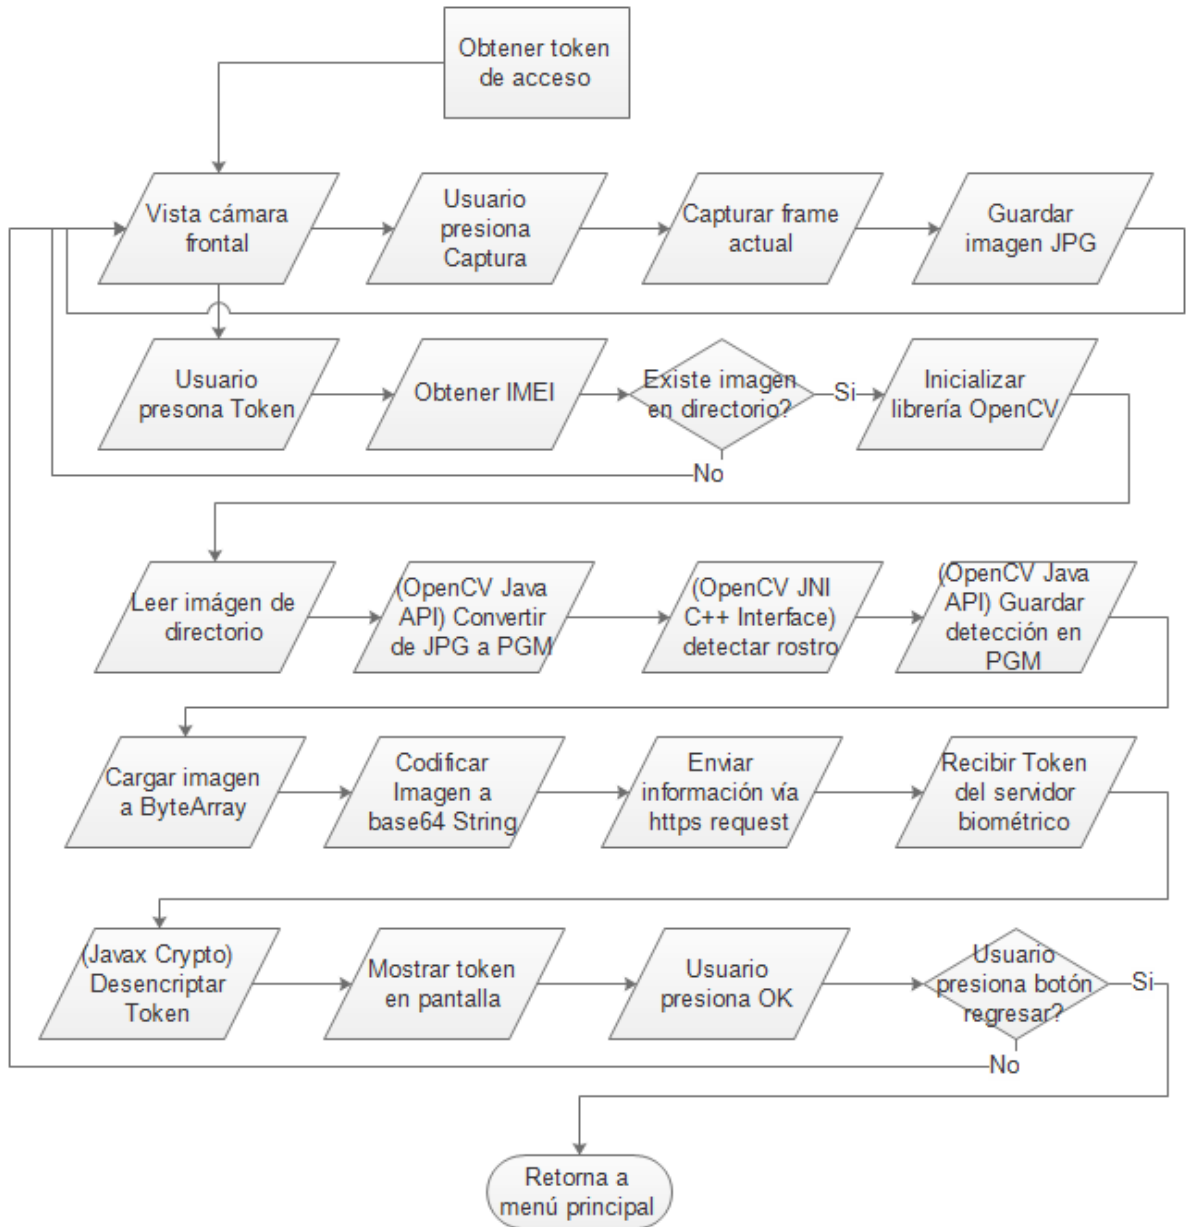 Obtener token
de acceso
Vista cámara
frontal
Usuario
presiona
Captura
Capturar frame
actual
Guardar
imagen JPG
Usuario
presona Token
Obtener IMEI
Existe imagen
en directorio?
Si
Inicializar
librería OpenCV
No
Leer imágen de
directorio
(OpenCV Java
API) Convertir
de JPG a PGM
(OpenCV JNI
C++ Interface)
detectar rostro
(OpenCV Java
API) Guardar
detección en
PGM
Cargar imagen
a ByteArray
Codificar
Imagen a
base64 String
Enviar
información vía
https request
Recibir Token
del servidor
biométrico
(Javax Crypto)
Desencriptar
Token
Mostrar token
en pantalla
Usuario
presiona OK
Usuario
presiona botón
regresar?
Si
No
Retorna a
menú principal